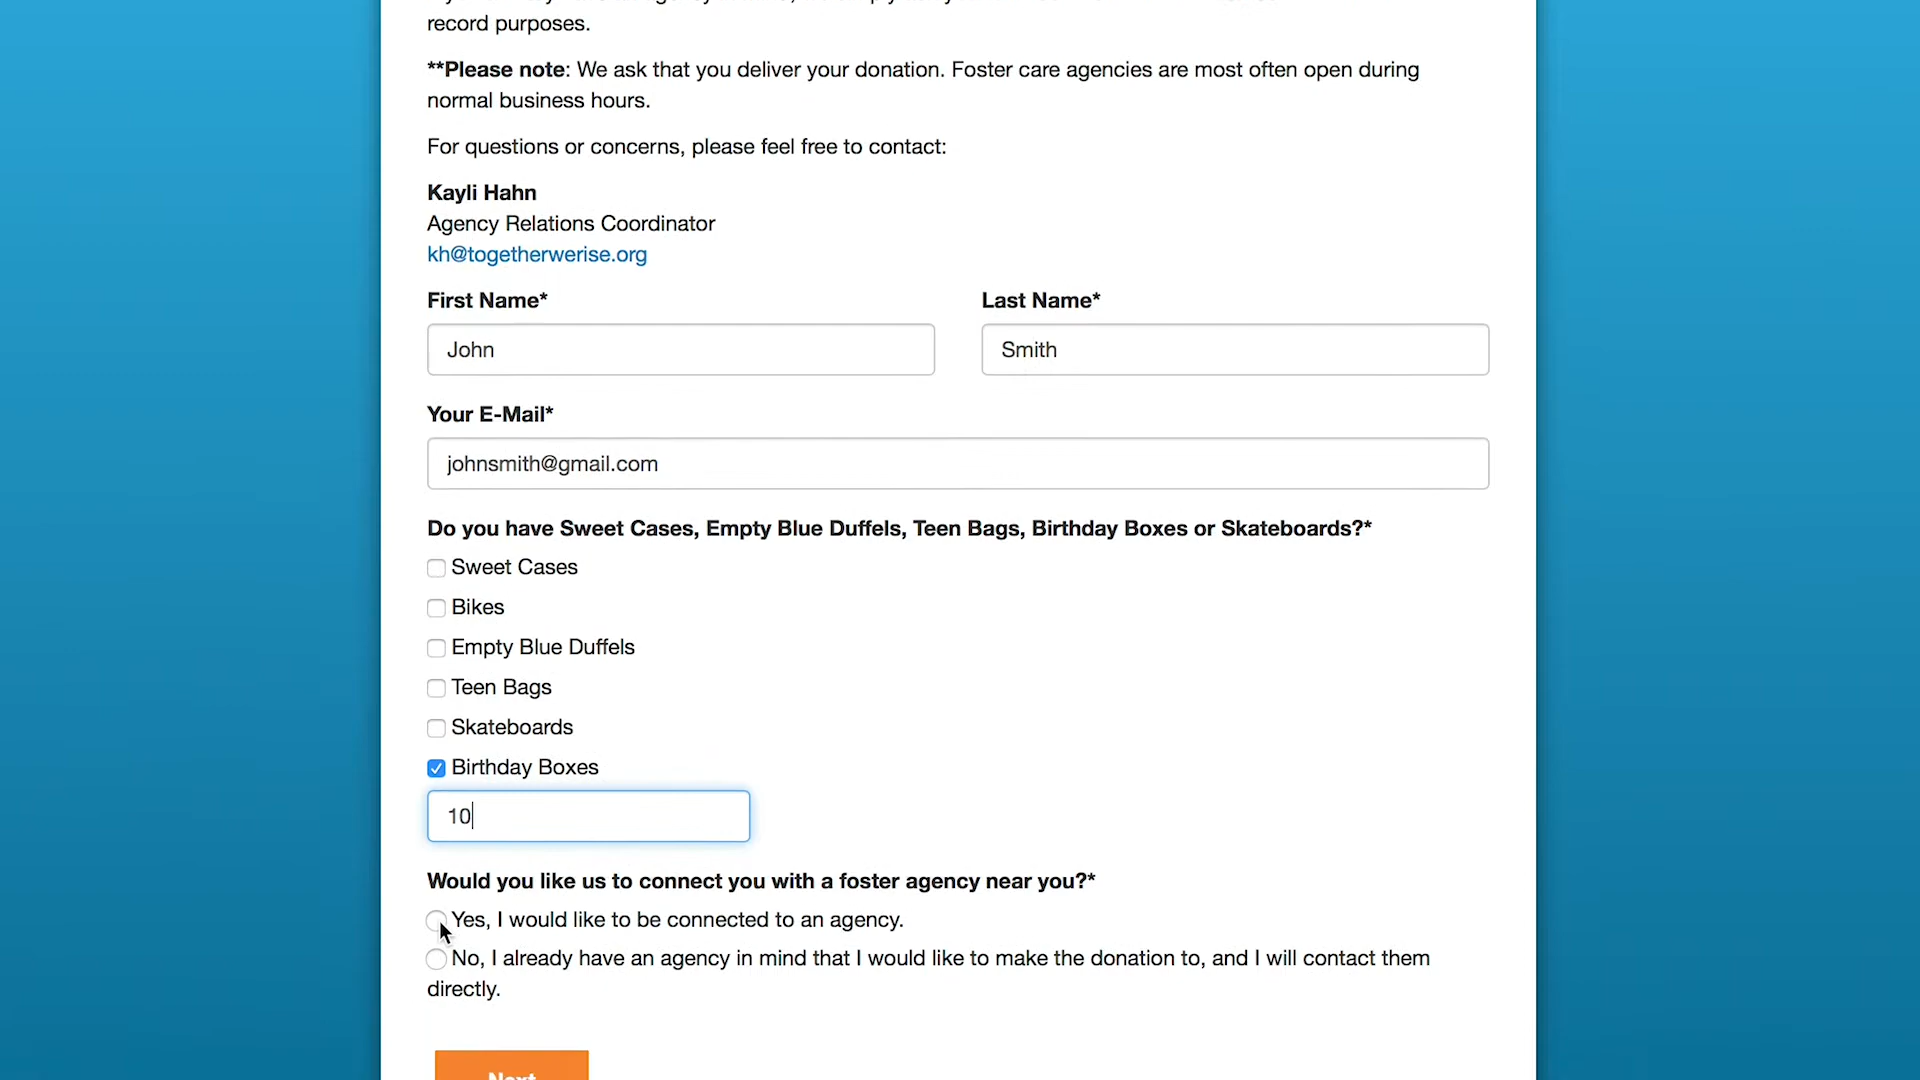 record purposes.
**Please note: We ask that you deliver your donation. Foster care agencies are most often open during
normal business hours.
For questions or concerns, please feel free to contact:
Kayli Hahn
Agency Relations Coordinator
kh@togetherwerise.org
First Name* Last Name*
John Smith
Your E-Mail*
johnsmith@gmail.com
Do you have Sweet Cases, Empty Blue Duffels, Teen Bags, Birthday Boxes or Skateboards?*
Sweet Cases
Bikes
Empty Blue Duffels
Teen Bags
Skateboards
Birthday Boxes
10
Would you like us to connect you with a foster agency near you?*
Yes, I would like to be connected to an agency.
No, I already have an agency in mind that I would like to make the donation to, and I will contact them
directly.
Next